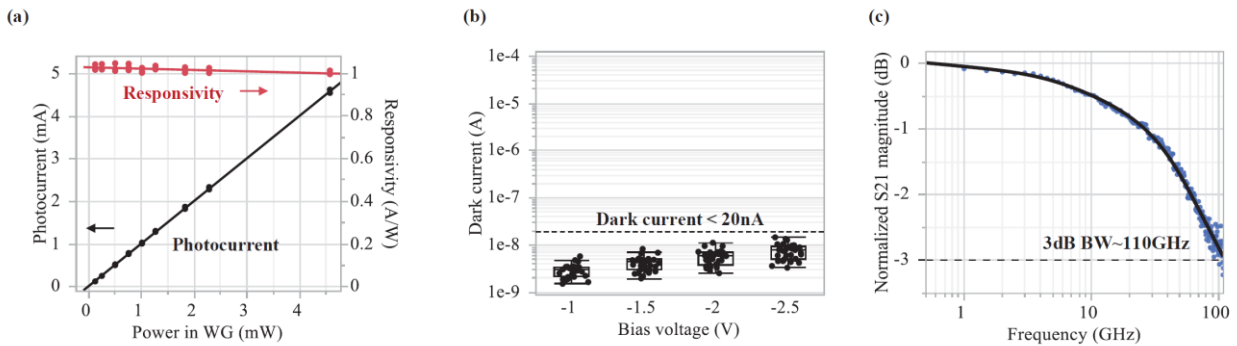 (a)
5
4
3
2
1
0
Photocurrent (mA)
Responsivity
Photocurrent
1
0.8
0.6
0.4
0.2
0
Responsivity (A/W)
0 1 2 3 4
Power in WG (mW)
(b)
1e-4
1e-5
1e-6
1e-7
1e-8
1e-9
Dark current (A)
Dark current < 20nA
-1 -1.5 -2 -2.5
Bias voltage (V)
(c)
0
-1
-2
-3
Normalized S21 magnitude (dB)
3dB BW~110GHz
1 10 100
Frequency (GHz)